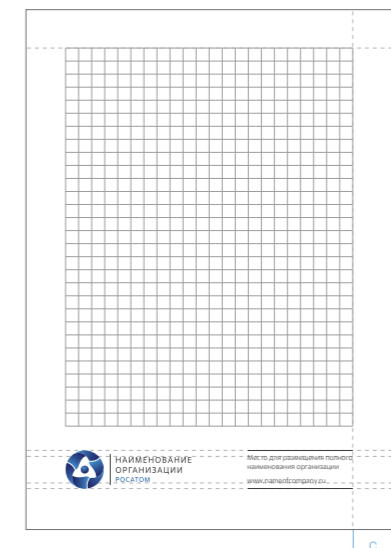 НАИМЕНОВАНИЕ
ОРГАНИЗАЦИИ
РОСАТОМ
Место для размещения полного
наименования организации
www.nameofcompany.ru
C